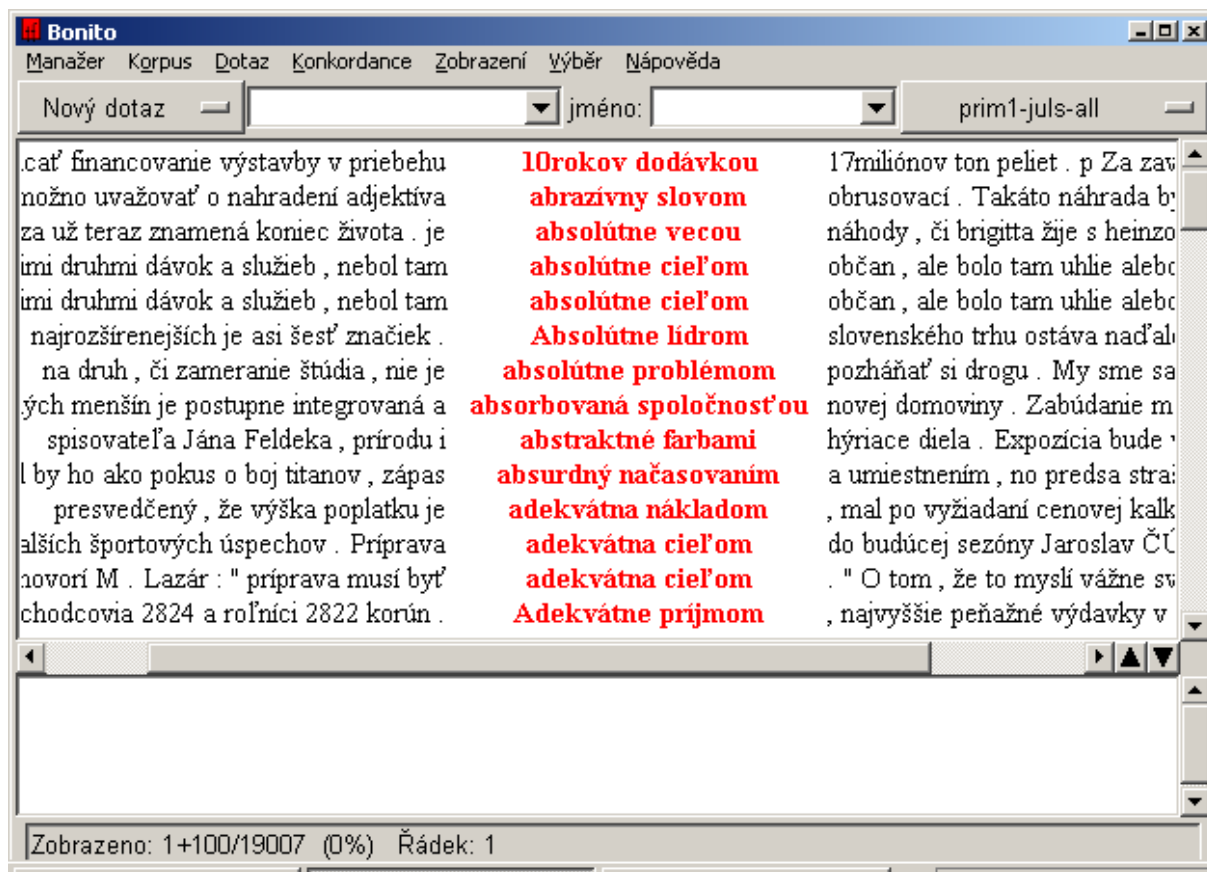 Bonito
Manažer Korpus Dotaz Konkordance Zobrazení Výběr Nápověda
Nový dotaz jméno: prim1-juls-all
.cať financovanie výstavby v priebehu 10rokov dodávkou 17miliónov ton peliet . p Za zav
nožno uvažovať o nahradení adjektíva abrazívny slovom obrusovací . Takáto náhrada by
za už teraz znamená koniec života . je absolútne vecou náhody , či brigitta žije s heinzo
imi druhmi dávok a služieb , nebol tam absolútne cieľom občan , ale bolo tam uhlie alebo
imi druhmi dávok a služieb , nebol tam absolútne cieľom občan , ale bolo tam uhlie alebo
najrozšírenejších je asi šesť značiek . Absolútne lídrom slovenského trhu ostáva naďale
na druh , či zameranie štúdia , nie je absolútne problémom pozháňať si drogu . My sme sa
ých menšín je postupne integrovaná a absorbovaná spoločnosťou novej domoviny . Zabúdanie m
spisovateľa Jána Feldeka , prírodu i abstraktné farbami hýriace diela . Expozícia bude
l by ho ako pokus o boj titanov , zápas absurdný načasovaním a umiestnením , no predsa stra
presvedčený , že výška poplatku je adekvátna nákladom , mal po vyžiadaní cenovej kalk
alších športových úspechov . Príprava adekvátna cieľom do budúcej sezóny Jaroslav ČÚ
novorí M . Lazár : " príprava musí byť adekvátna cieľom . " O tom , že to myslí vážne sv
chodcovia 2824 a roľníci 2822 korún . Adekvátne príjmom , najvyššie peňažné výdavky v
Zobrazeno: 1+100/19007 (0%) Řádek: 1